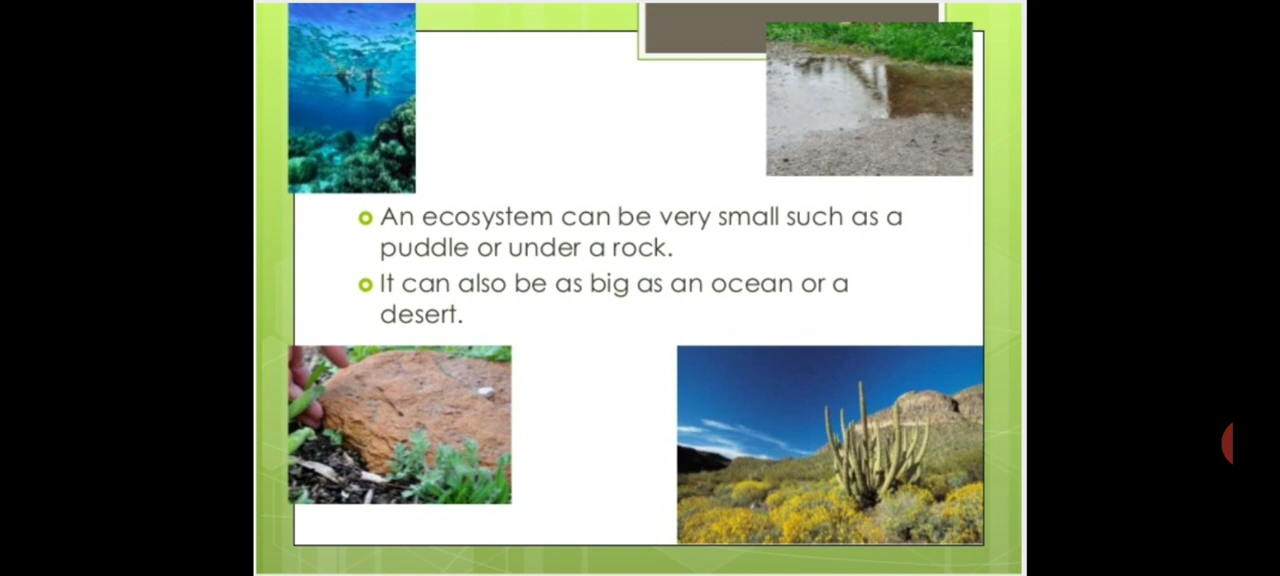 An ecosystem can be very small such as a
puddle or under a rock.
It can also be as big as an ocean or a
desert.